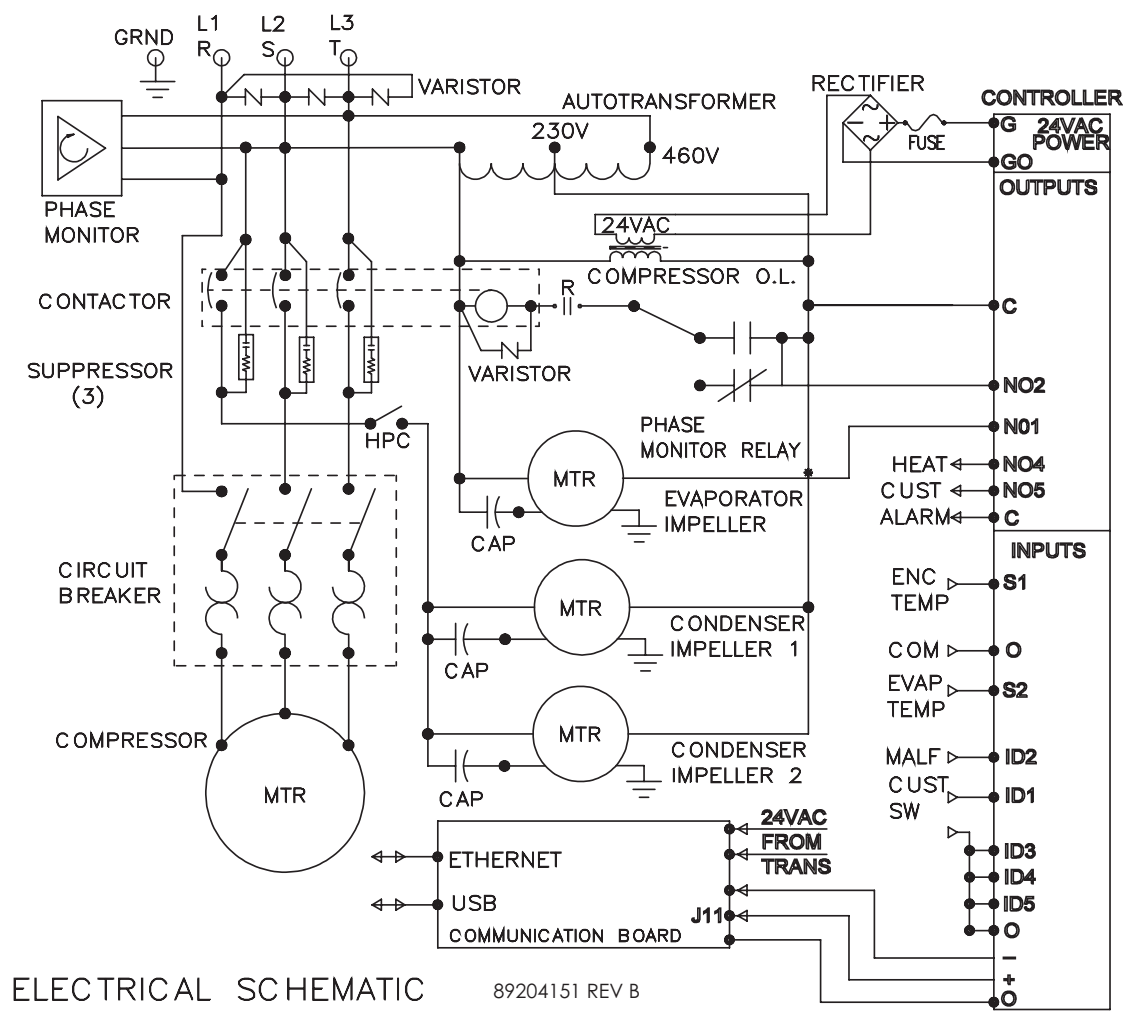 GRND
L1
R
L2
S
L3
T
VARISTOR
RECTIFIER
AUTOTRANSFORMER
CONTROLLER
230V
460V
FUSE
G 24VAC
POWER
GO
OUTPUTS
PHASE
MONITOR
24VAC
COMPRESSOR O.L.
CONTACTOR
R
C
SUPPRESSOR
(3)
VARISTOR
NO2
HPC
PHASE
MONITOR RELAY
N01
MTR
HEAT NO4
CUST NO5
ALARM C
EVAPORATOR
IMPELLER
CAP
INPUTS
CIRCUIT
BREAKER
ENC
TEMP
S1
MTR
CONDENSER
IMPELLER 1
CAP
COM O
EVAP
TEMP
S2
COMPRESSOR
MTR
CONDENSER
IMPELLER 2
CAP
MTR
MALF ID2
CUST
SW
ID1
24VAC
FROM
TRANS
ETHERNET
USB
J11
COMMUNICATION BOARD
ID3
ID4
ID5
O
–
+
O
ELECTRICAL SCHEMATIC
89204151 REV B